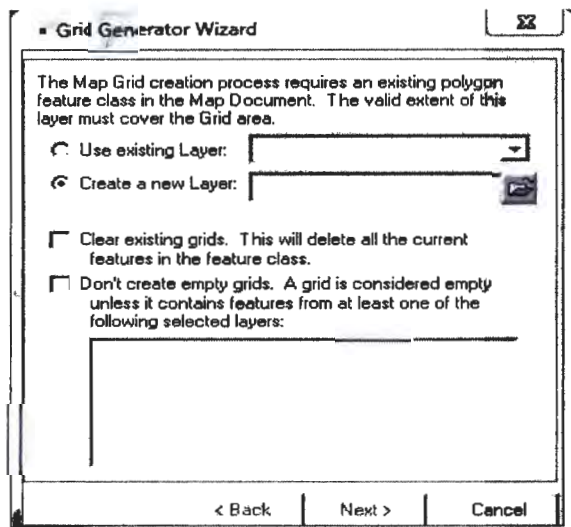 Grid Generator Wizard
The Map Grid creation process requires an existing polygon
feature class in the Map Document. The valid extent of this
layer must cover the Grid area.
Use existing Layer:
Create a new Layer:
Clear existing grids. This will delete all the current
features in the feature class.
Don't create empty grids. A grid is considered empty
unless it contains features from at least one of the
following selected layers:
< Back Next > Cancel